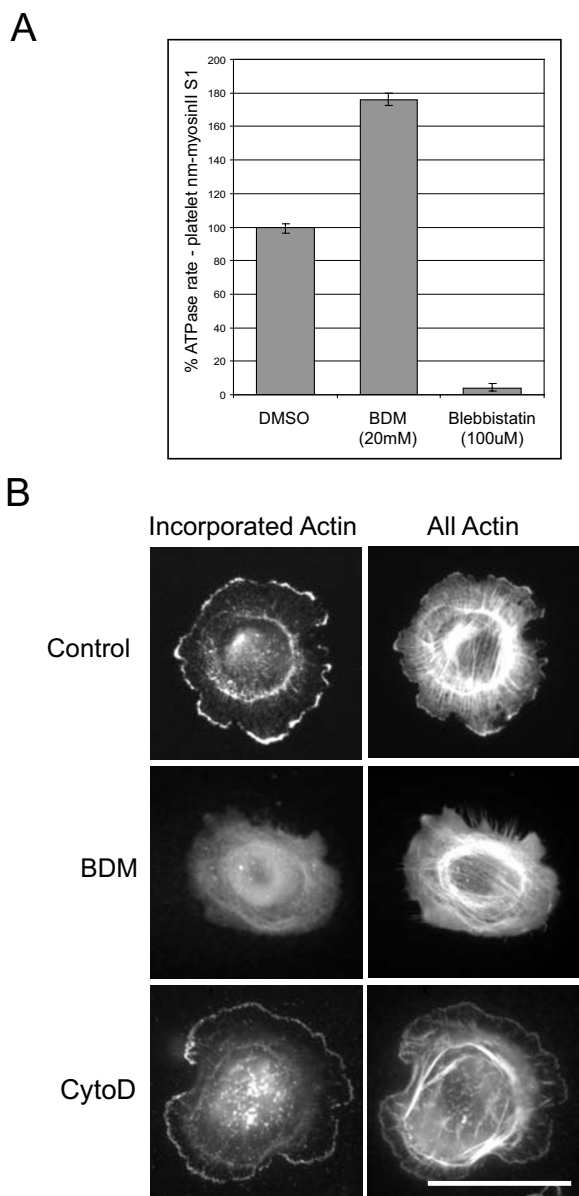 A
% ATPase rate - platelet nm-myosinII S1
200
180
160
140
120
100
80
60
40
20
0
DMSO
BDM
(20mM)
Blebbistatin
(100uM)
B
Incorporated Actin
All Actin
Control
BDM
CytoD